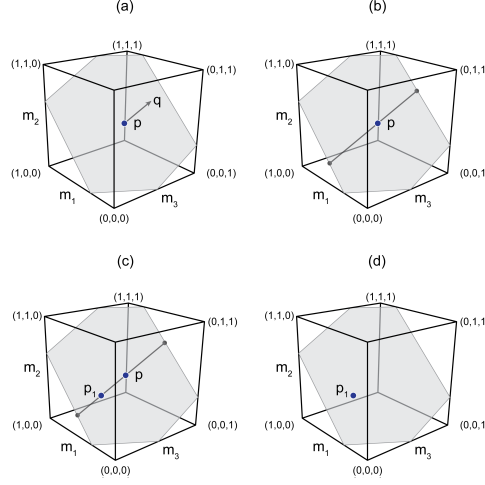 (a)
(b)
(1,1,1)
(1,1,1)
(1,1,0)
(0,1,1)
(1,1,0)
(0,1,1
q
m2
p
m2
p
(1,0,0)
(0,0,1)
(1,0,0)
(0,0,1
m1
m3
m1
m3
(0,0,0)
(0,0,0)
(c)
(d)
(1,1,1)
(1,1,1)
(1,1,0)
(0,1,1)
(1,1,0)
(0,1,1
m2
p1
p
m2
p1
(1,0,0)
(0,0,1)
(1,0,0)
(0,0,1
m1
m3
m1
m3
(0,0,0)
(0,0,0)